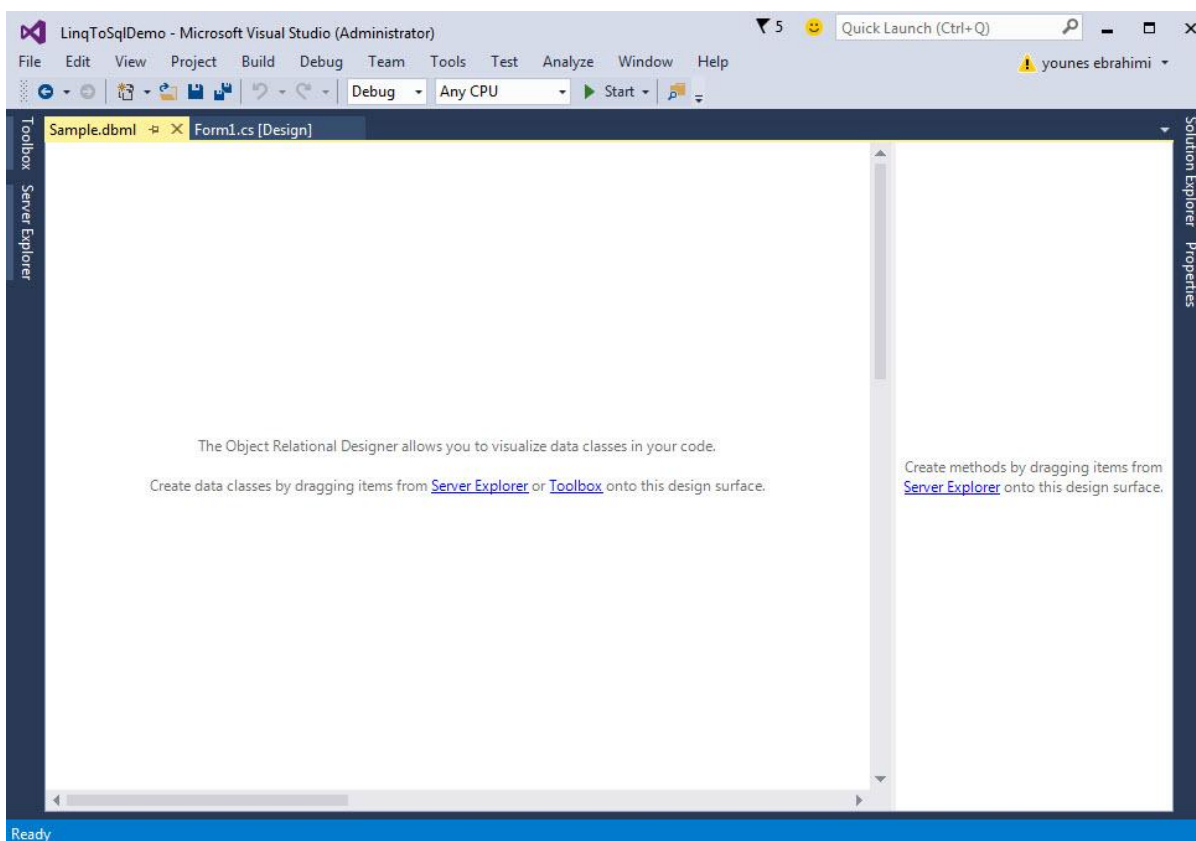 LinqToSqlDemo - Microsoft Visual Studio (Administrator)
5
Quick Launch (Ctrl+Q)
File Edit View Project Build Debug Team Tools Test Analyze Window Help
younes ebrahimi
Debug Any CPU Start
Toolbox
Server Explorer
Sample.dbml Form1.cs [Design]
The Object Relational Designer allows you to visualize data classes in your code.
Create data classes by dragging items from Server Explorer or Toolbox onto this design surface.
Create methods by dragging items from
Server Explorer onto this design surface.
Solution Explorer
Properties
Ready